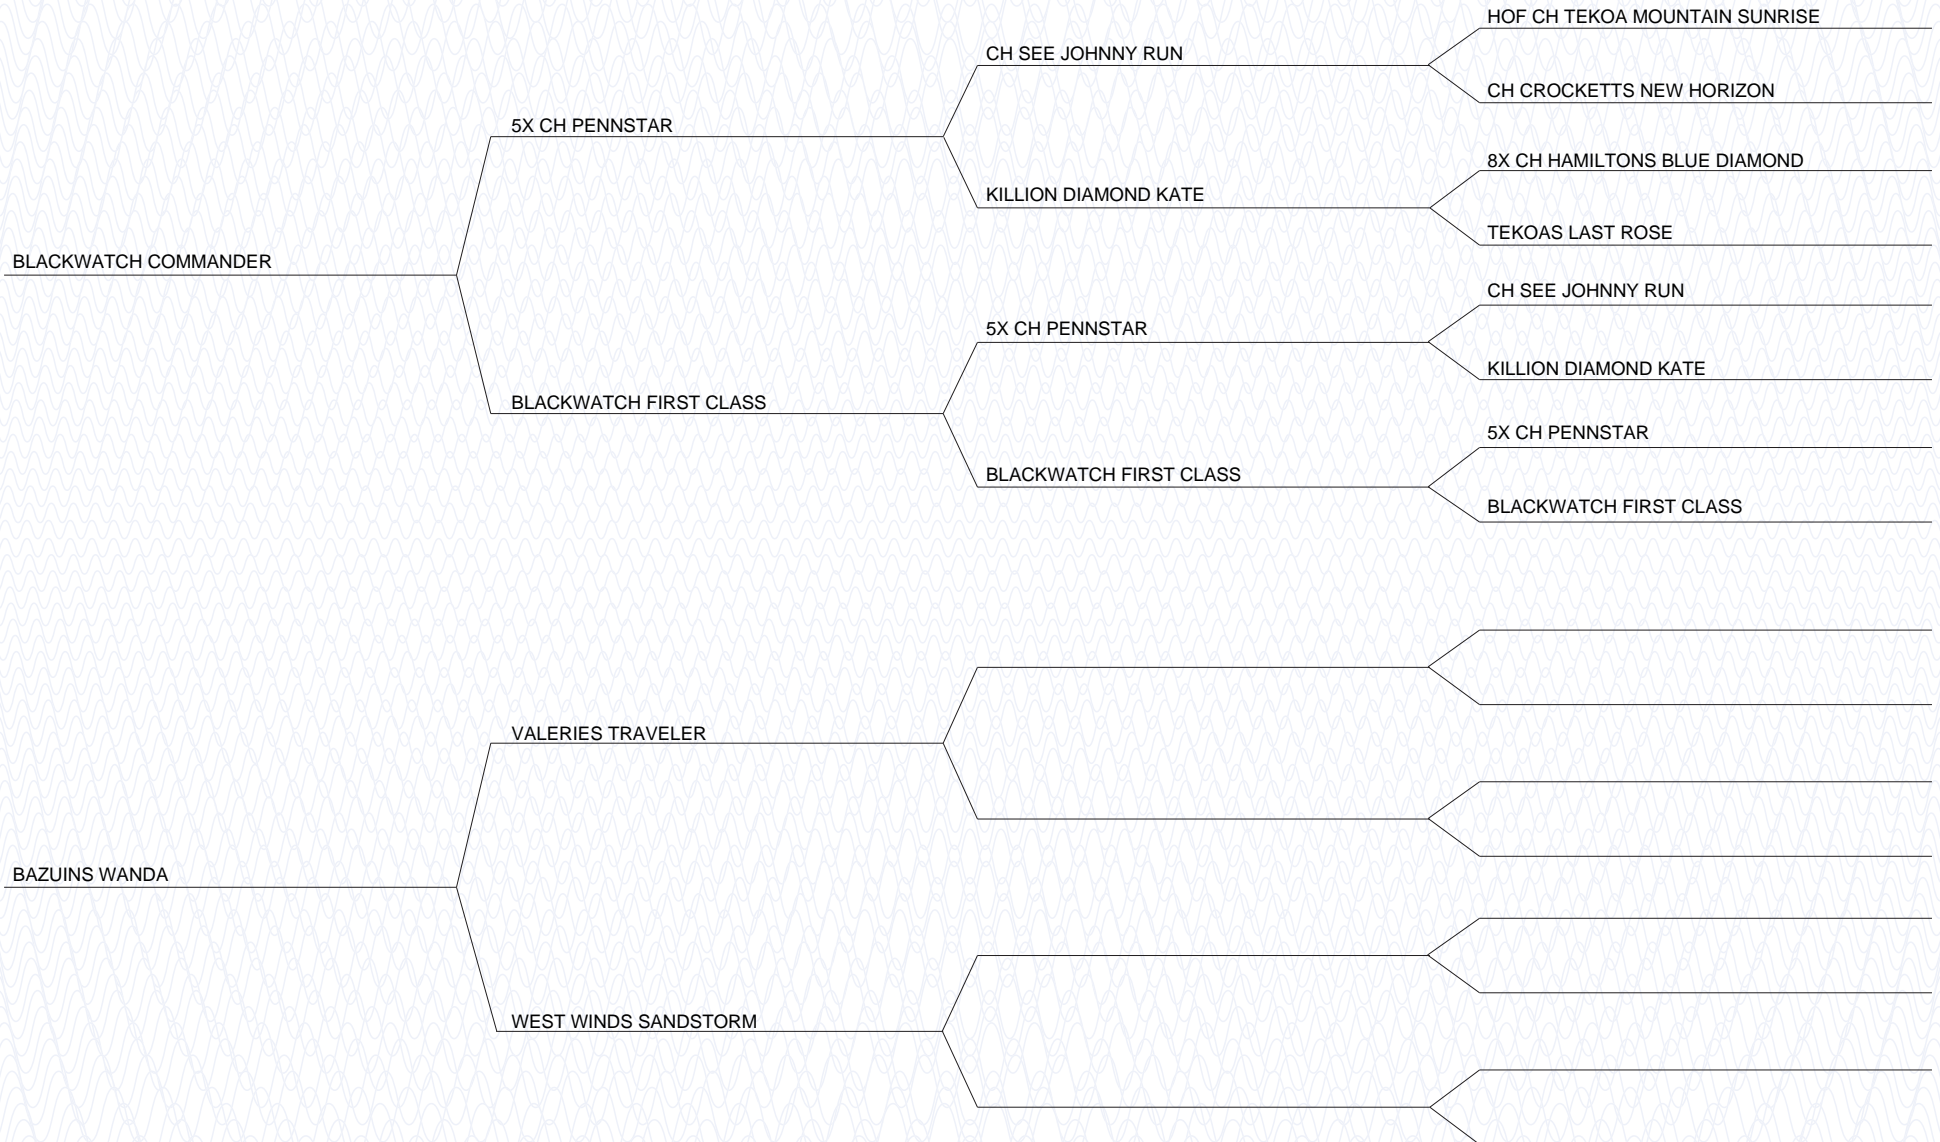 HOF CH TEKOA MOUNTAIN SUNRISE
CH SEE JOHNNY RUN
CH CROCKETTS NEW HORIZON
5X CH PENNSTAR
8X CH HAMILTONS BLUE DIAMOND
KILLION DIAMOND KATE
TEKOAS LAST ROSE
BLACKWATCH COMMANDER
CH SEE JOHNNY RUN
5X CH PENNSTAR
KILLION DIAMOND KATE
BLACKWATCH FIRST CLASS
5X CH PENNSTAR
BLACKWATCH FIRST CLASS
BLACKWATCH FIRST CLASS
VALERIES TRAVELER
BAZUINS WANDA
WEST WINDS SANDSTORM